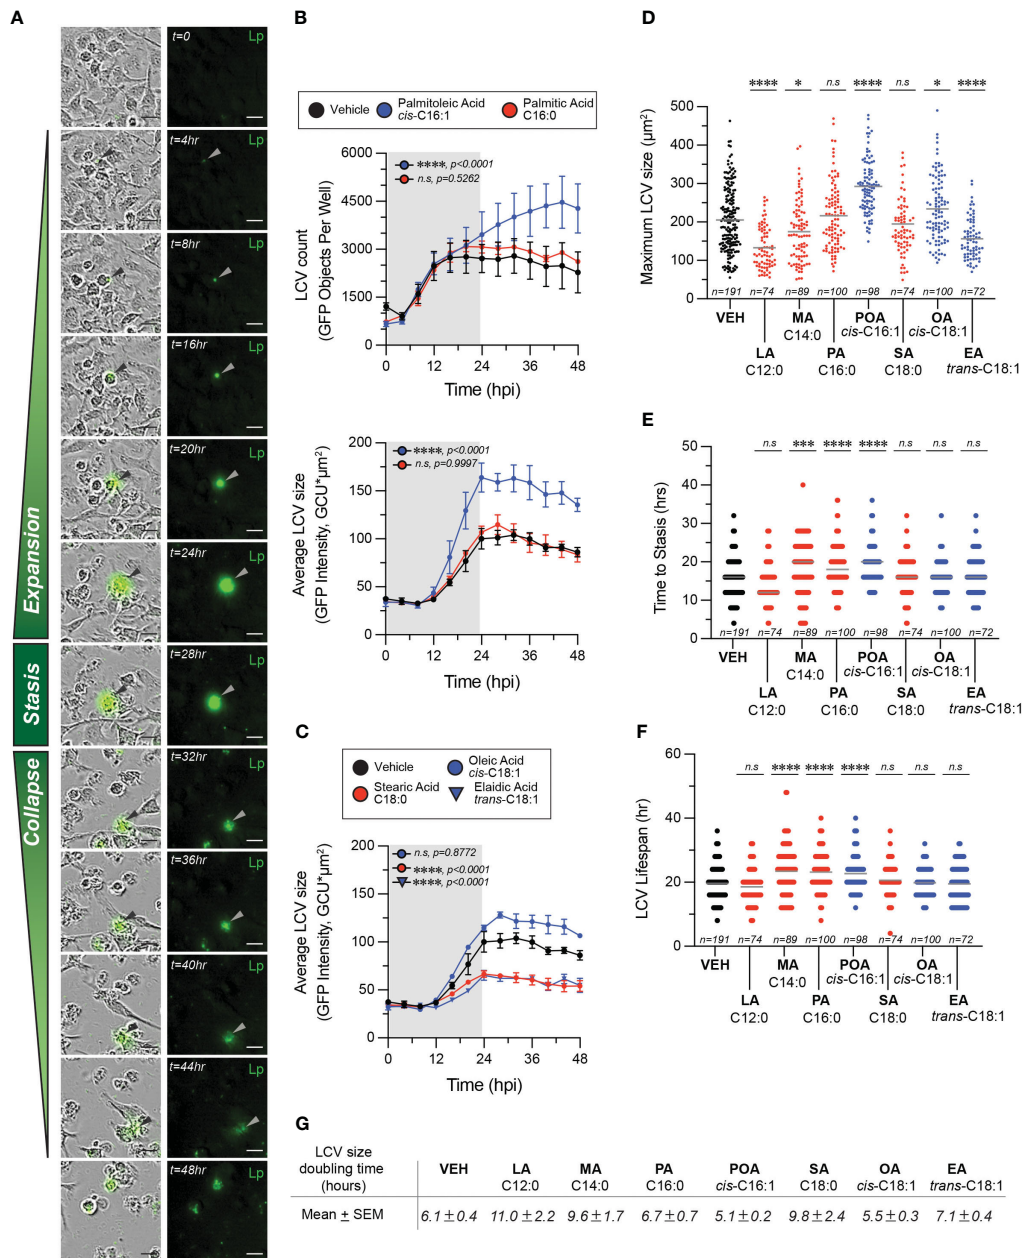 A
t=0 Lp
t=4hr Lp
t=8hr Lp
t=16hr Lp
t=20hr Lp
t=24hr Lp
t=28hr Lp
t=32hr Lp
t=36hr Lp
t=40hr Lp
t=44hr Lp
t=48hr Lp
Expansion
Stasis
Collapse
B
Vehicle Palmitoleic Acid Palmitic Acid
cis-C16:1 C16:0
LCV count
(GFP Objects Per Well)
6000
4500
3000
1500
0
****, p<0.0001
n.s, p=0.5262
0 12 24 36 48
Time (hpi)
Average LCV size
(GFP Intensity, GCU*µm²)
200
150
100
50
0
****, p<0.0001
n.s, p=0.9997
0 12 24 36 48
Time (hpi)
C
Vehicle Oleic Acid
cis-C18:1
Stearic Acid Elaidic Acid
C18:0 trans-C18:1
Average LCV size
(GFP Intensity, GCU*µm²)
200
150
100
50
0
n.s, p=0.8772
****, p<0.0001
****, p<0.0001
0 12 24 36 48
Time (hpi)
D
**** * n.s **** n.s * ****
Maximum LCV size (µm²)
500
400
300
200
100
0
n=191 n=74 n=89 n=100 n=98 n=74 n=100 n=72
VEH MA POA OA
C14:0 cis-C16:1 cis-C18:1
LA PA SA EA
C12:0 C16:0 C18:0 trans-C18:1
E
n.s *** **** **** n.s n.s n.s
Time to Stasis (hrs)
50
40
30
20
10
0
n=191 n=74 n=89 n=100 n=98 n=74 n=100 n=72
VEH MA POA OA
C14:0 cis-C16:1 cis-C18:1
LA PA SA EA
C12:0 C16:0 C18:0 trans-C18:1
F
n.s **** **** **** n.s n.s n.s
LCV Lifespan (hr)
60
40
20
0
n=191 n=74 n=89 n=100 n=98 n=74 n=100 n=72
VEH MA POA OA
C14:0 cis-C16:1 cis-C18:1
LA PA SA EA
C12:0 C16:0 C18:0 trans-C18:1
G
LCV size
doubling time
(hours)
VEH LA MA PA POA SA OA EA
C12:0 C14:0 C16:0 cis-C16:1 C18:0 cis-C18:1 trans-C18:1
Mean ± SEM 6.1±0.4 11.0±2.2 9.6±1.7 6.7±0.7 5.1±0.2 9.8±2.4 5.5±0.3 7.1±0.4